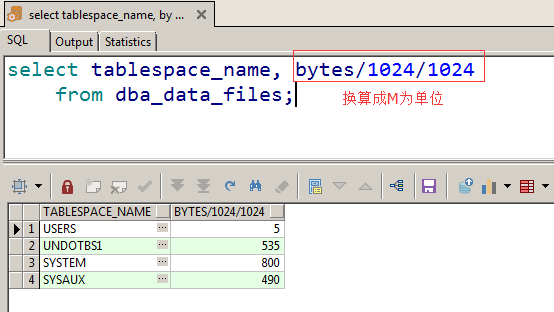 select tablespace_name, by ...
SQL Output Statistics
select tablespace_name, bytes/1024/1024
from dba_data_files;
换算成M为单位
TABLESPACE_NAME BYTES/1024/1024
1 USERS ... 5
2 UNDOTBS1 ... 535
3 SYSTEM ... 800
4 SYSAUX ... 490